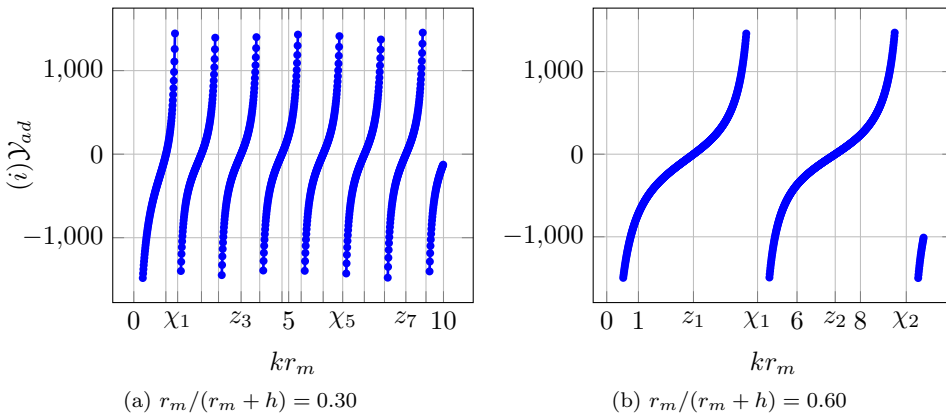 1,000
0
−1,000
(i)𝒴_ad
0 χ₁ z₃ 5 χ₅ z₇ 10
kr_m
(a) r_m/(r_m + h) = 0.30
1,000
0
−1,000
0 1 z₁ χ₁ 6 z₂ 8 χ₂
kr_m
(b) r_m/(r_m + h) = 0.60